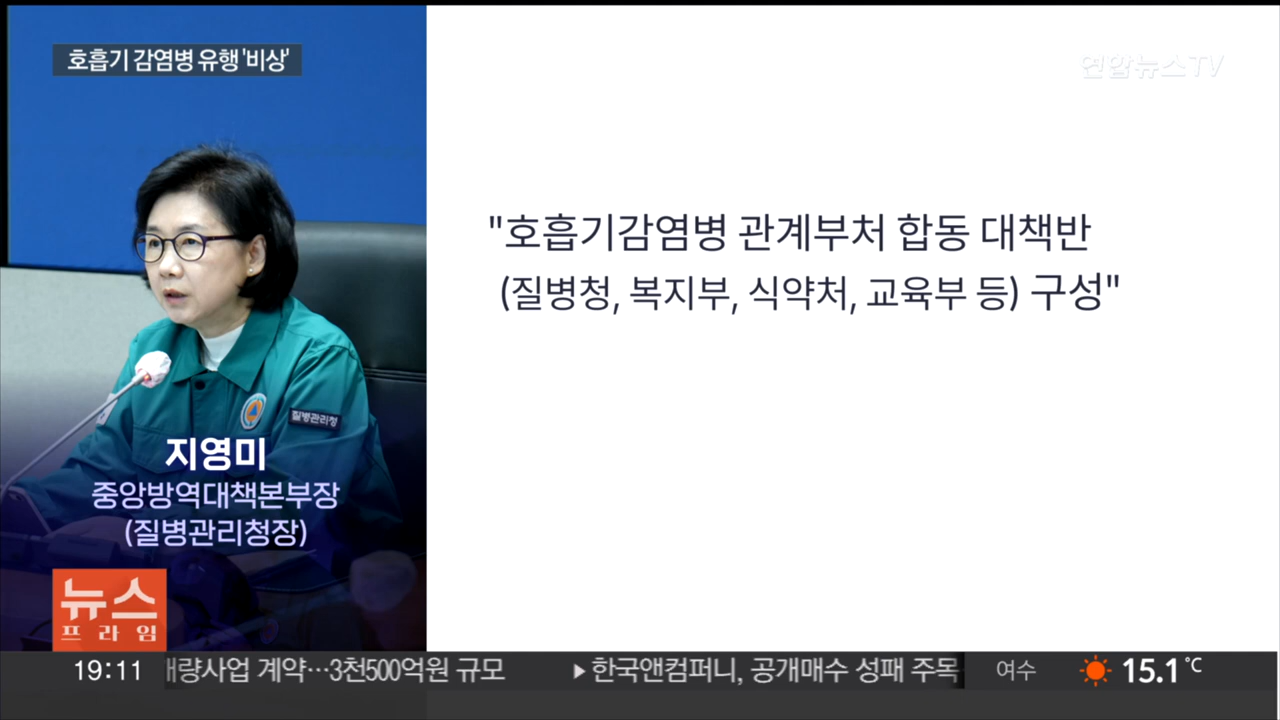 호흡기 감염병 유행 '비상'
연합뉴스TV
"호흡기감염병 관계부처 합동 대책반
(질병청, 복지부, 식약처, 교육부 등) 구성"
질병관리청
지영미
중앙방역대책본부장
(질병관리청장)
뉴스
프라임
19:11 개량사업 계약…3천500억원 규모 ▶한국앤컴퍼니, 공개매수 성패 주목 여수 15.1℃